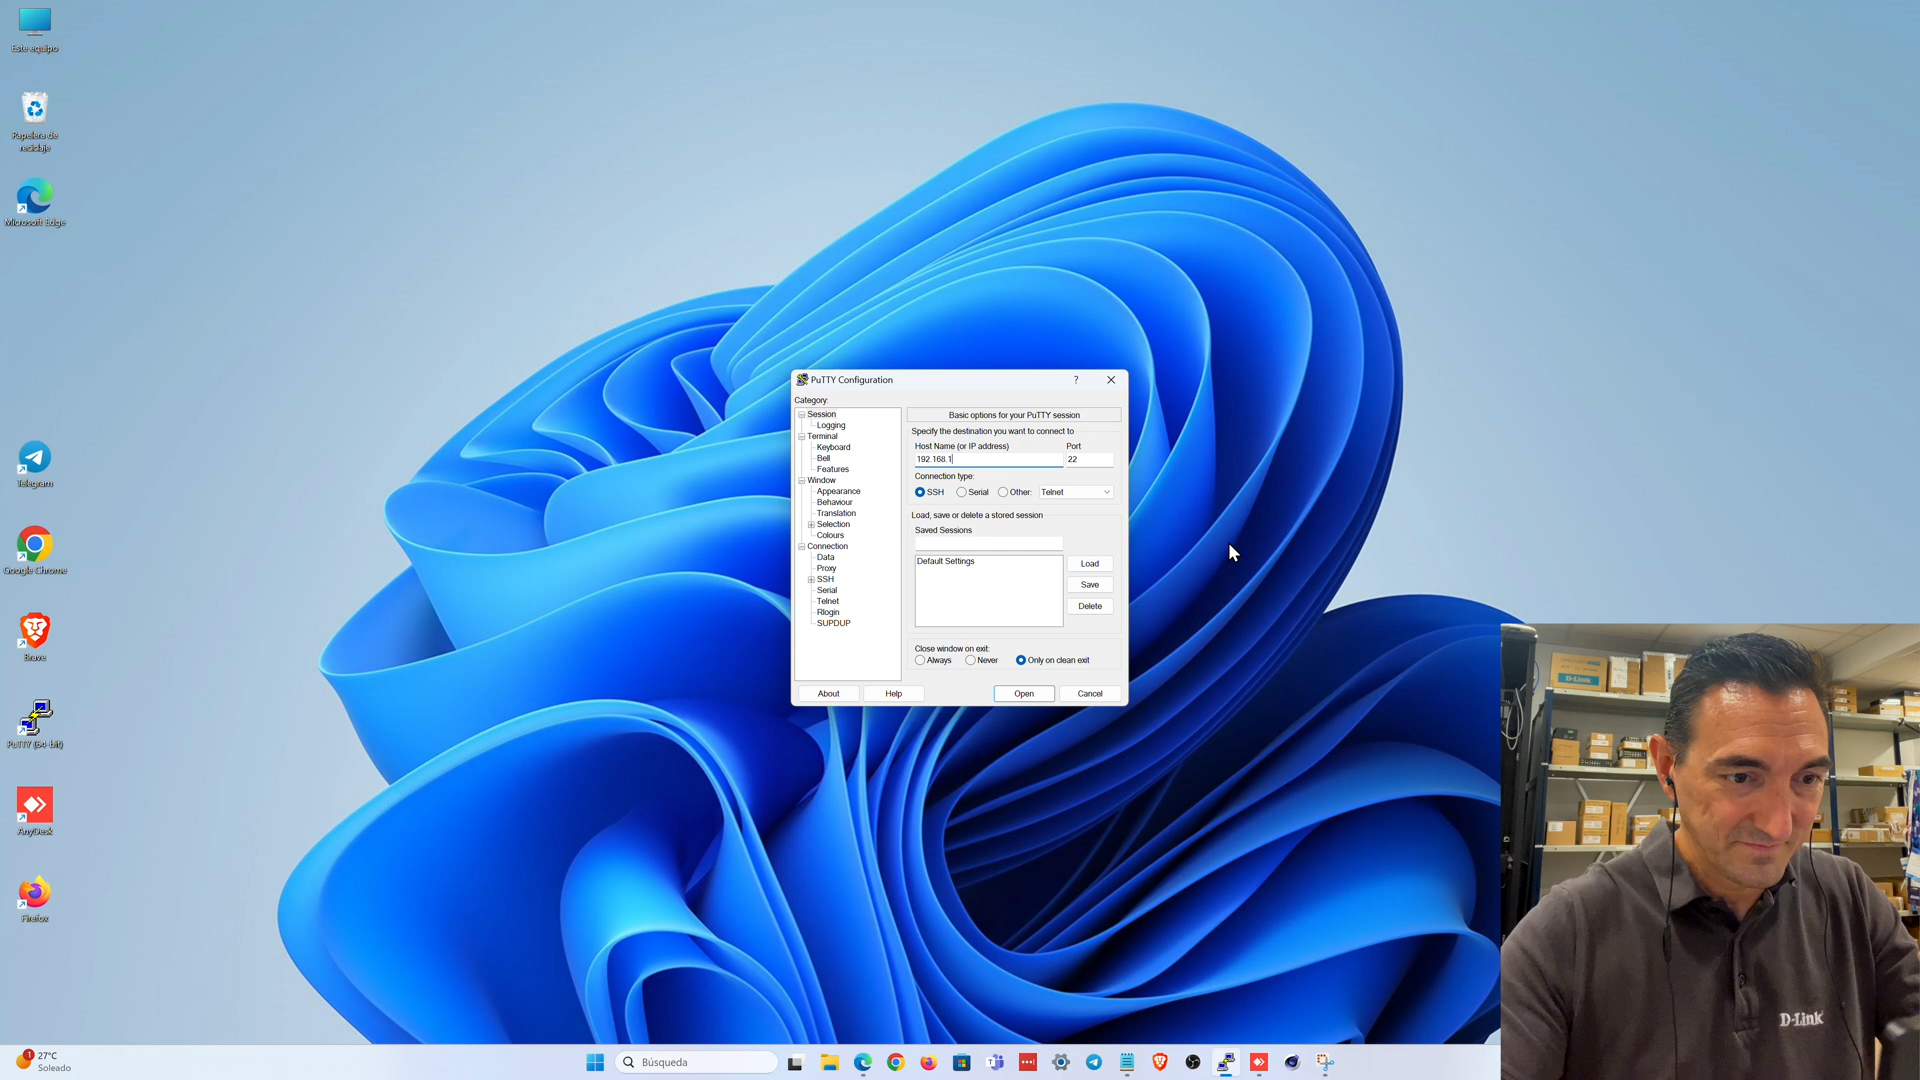 Este equipo
Papelera de
reciclaje
Microsoft Edge
Telegram
Google Chrome
Brave
PuTTY (64-bit)
AnyDesk
Firefox
PuTTY Configuration
?
Category:
Session
Logging
Terminal
Keyboard
Bell
Features
Window
Appearance
Behaviour
Translation
Selection
Colours
Connection
Data
Proxy
SSH
Serial
Telnet
Rlogin
SUPDUP
Basic options for your PuTTY session
Specify the destination you want to connect to
Host Name (or IP address) Port
192.168.1 22
Connection type:
SSH Serial Other: Telnet
Load, save or delete a stored session
Saved Sessions
Default Settings
Load
Save
Delete
Close window on exit:
Always Never Only on clean exit
About Help Open Cancel
D-Link
D-Link
1
27°C
Soleado
Búsqueda